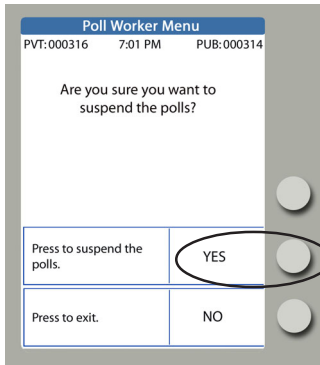 Poll Worker Menu
PVT:000316 7:01 PM PUB:000314
Are you sure you want to
suspend the polls?
Press to suspend the
polls.
YES
Press to exit.
NO